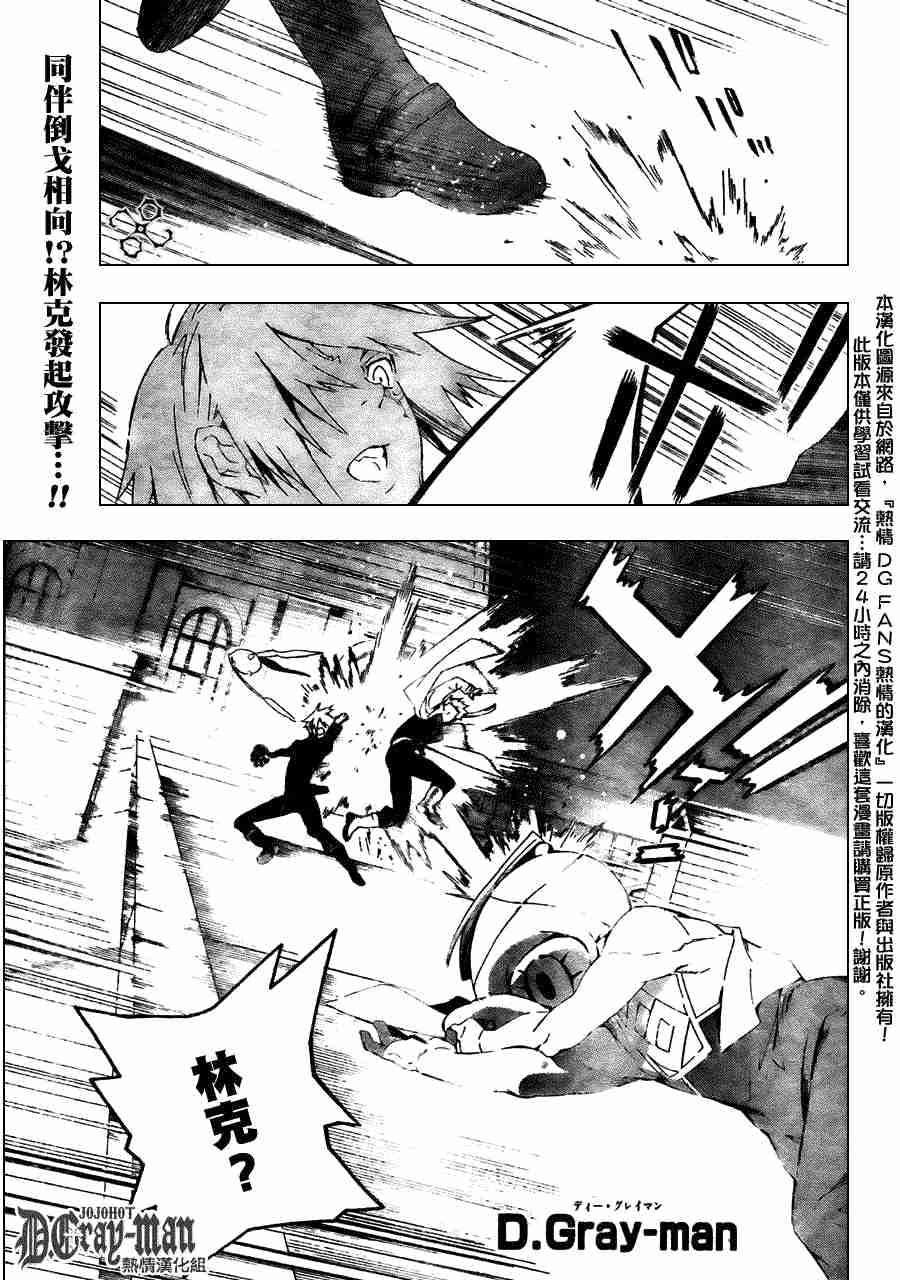 同伴倒戈相向!?林克發起攻擊…!!
本漢化圖源來自於網路，『熱情DG FANS熱情的漢化』一切版權歸原作者與出版社擁有！
此版本僅供學習試看交流…請24小時之內消除，喜歡這套漫畫請購買正版！謝謝。
林克？
ディー・グレイマン
D.Gray-man
JOJOHOT
D.Gray-man
熱情漢化組